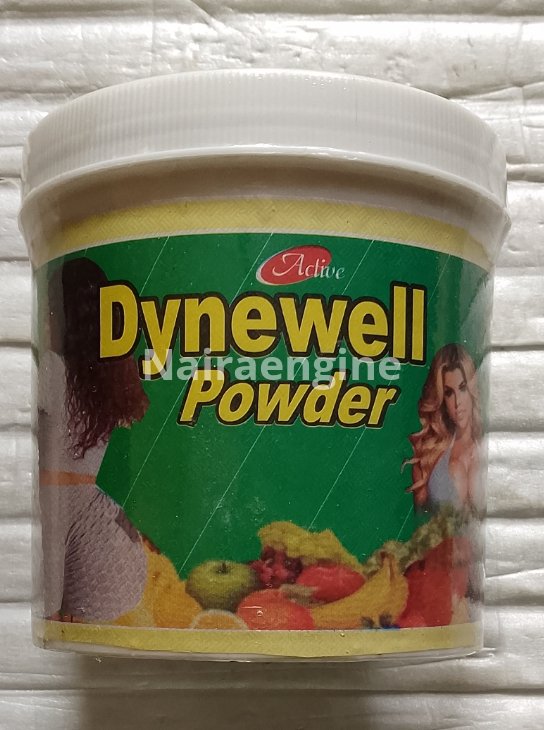 Active
Dynewell
Nairaengine
Powder